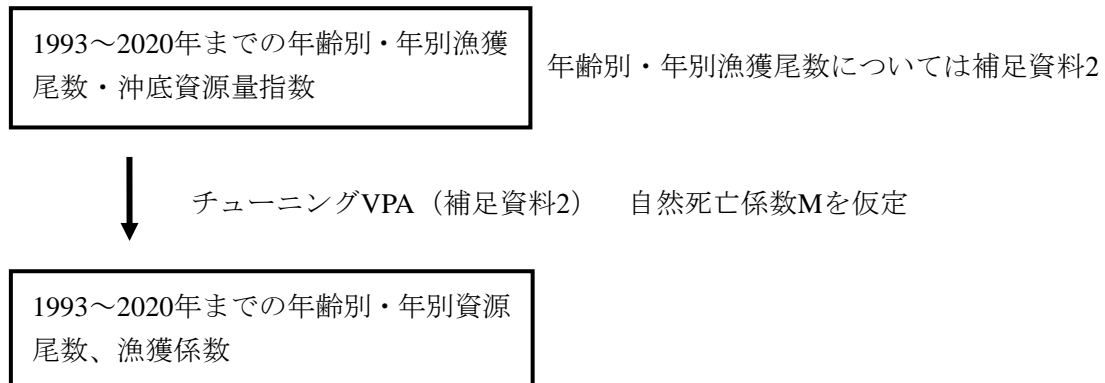 1993~2020年までの年齢別・年別漁獲
尾数・沖底資源量指数
年齢別・年別漁獲尾数については補足資料2
チューニングVPA（補足資料2）　自然死亡係数Mを仮定
1993~2020年までの年齢別・年別資源
尾数、漁獲係数